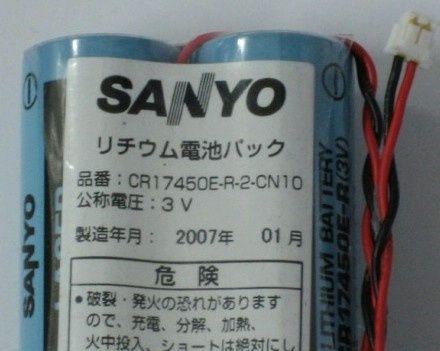 SANYO
リチウム電池パック
品番：CR17450E-R-2-CN10
公称電圧：3V
製造年月： 2007年 01月
危険
•破裂・発火の恐れがあります
ので、充電、分解、加熱、
火中投入、ショートは絶対にし
SANYO
LITHIUM BATTERY
CR17450E-R(3V)